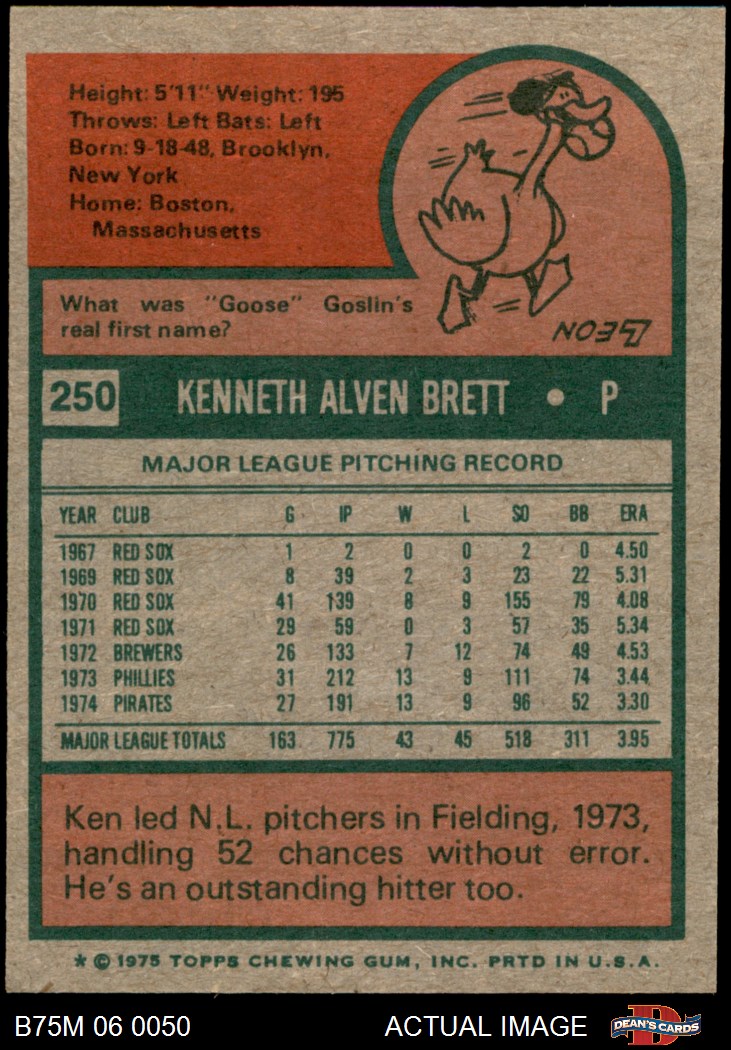 Height: 5'11" Weight: 195
Throws: Left Bats: Left
Born: 9-18-48, Brooklyn,
New York
Home: Boston,
Massachusetts
What was "Goose" Goslin's
real first name?
LEON
250 KENNETH ALVEN BRETT • P
MAJOR LEAGUE PITCHING RECORD
YEAR CLUB G IP W L SO BB ERA
1967 RED SOX 1 2 0 0 2 0 4.50
1969 RED SOX 8 39 2 3 23 22 5.31
1970 RED SOX 41 139 8 9 155 79 4.08
1971 RED SOX 29 59 0 3 57 35 5.34
1972 BREWERS 26 133 7 12 74 49 4.53
1973 PHILLIES 31 212 13 9 111 74 3.44
1974 PIRATES 27 191 13 9 96 52 3.30
MAJOR LEAGUE TOTALS 163 775 43 45 518 311 3.95
Ken led N.L. pitchers in Fielding, 1973,
handling 52 chances without error.
He's an outstanding hitter too.
* © 1975 TOPPS CHEWING GUM, INC. PRTD IN U.S.A.
B75M 06 0050 ACTUAL IMAGE D DEAN'S CARDS